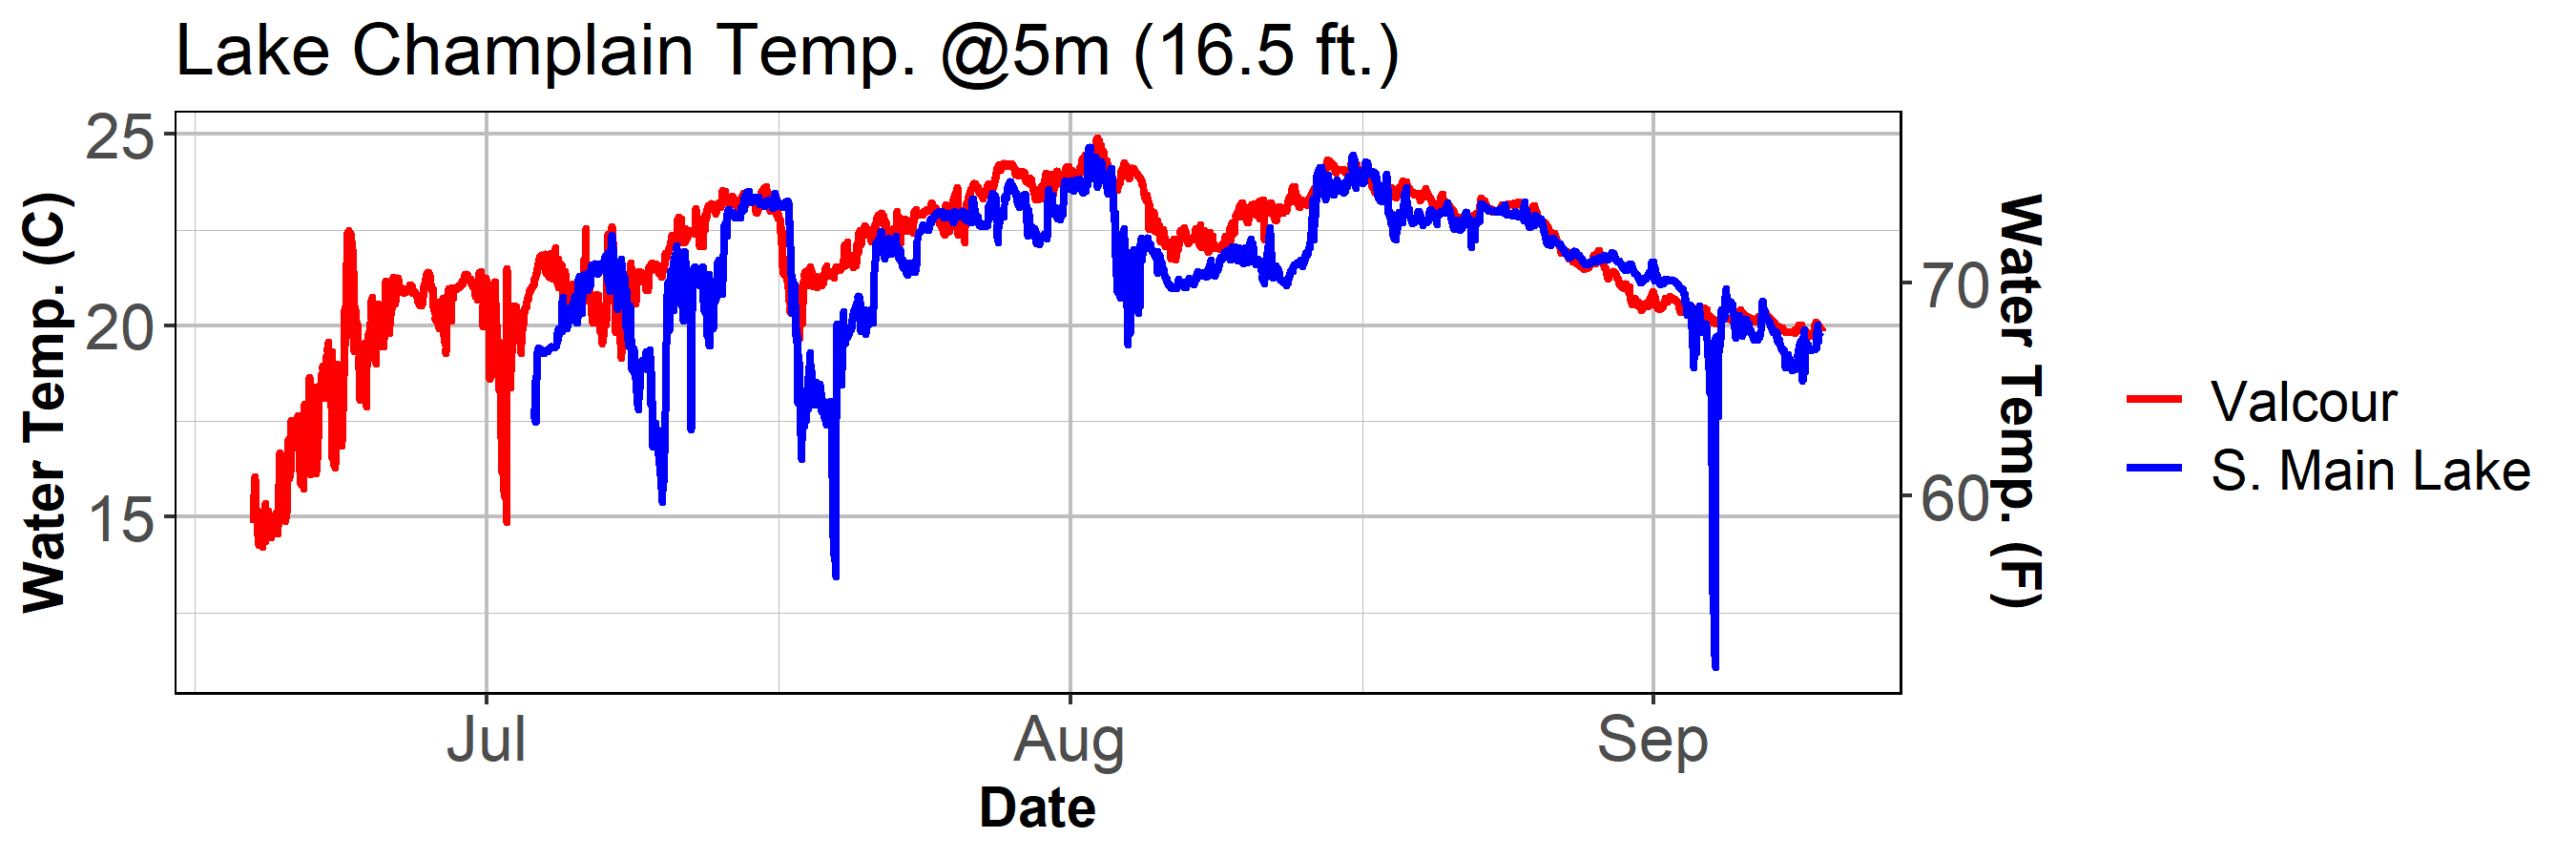 Lake Champlain Temp. @5m (16.5 ft.)
Water Temp. (C)
25
20
15
Water Temp. (F)
70
60
Jul
Aug
Sep
Date
Valcour
S. Main Lake